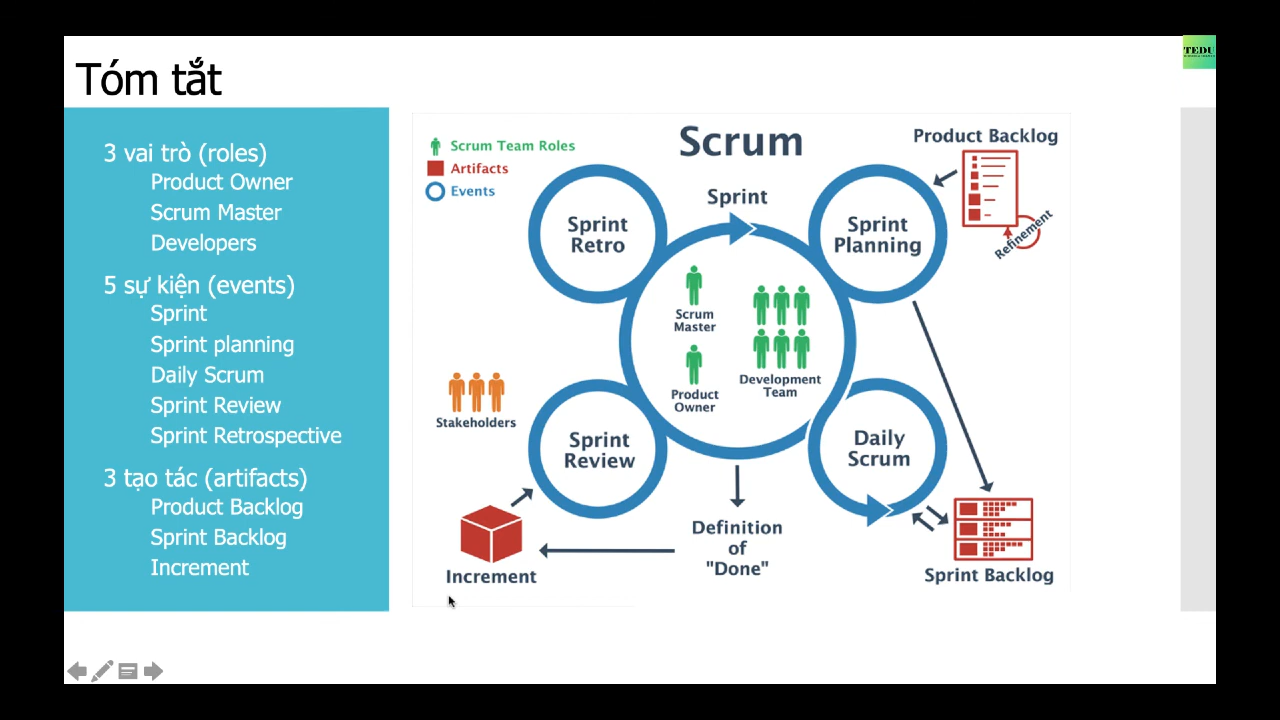 Tóm tắt
TEDU
3 vai trò (roles)
Product Owner
Scrum Master
Developers
5 sự kiện (events)
Sprint
Sprint planning
Daily Scrum
Sprint Review
Sprint Retrospective
3 tạo tác (artifacts)
Product Backlog
Sprint Backlog
Increment
Scrum Team Roles
Artifacts
Events
Scrum
Product Backlog
Refinement
Sprint
Sprint
Retro
Sprint
Planning
Scrum
Master
Product
Owner
Development
Team
Stakeholders
Sprint
Review
Daily
Scrum
Increment
Definition
of
"Done"
Sprint Backlog